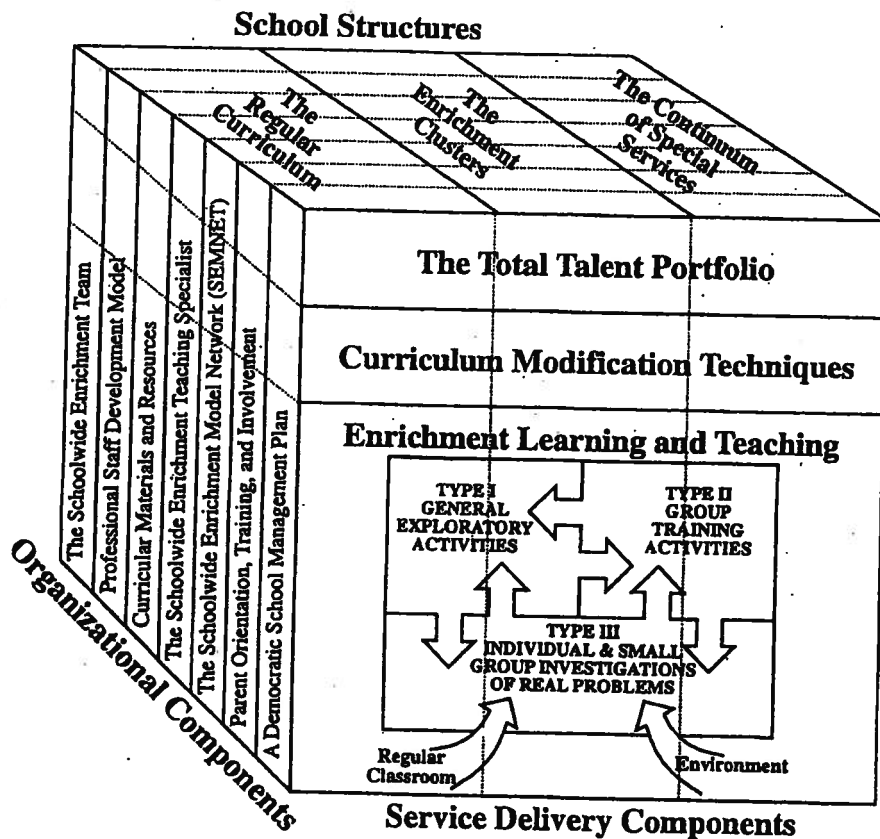 School Structures
The
Regular
Curriculum
The
Enrichment
Clusters
The Continuum
of Special
Services
The Total Talent Portfolio
Curriculum Modification Techniques
Enrichment Learning and Teaching
TYPE I
GENERAL
EXPLORATORY
ACTIVITIES
TYPE II
GROUP
TRAINING
ACTIVITIES
TYPE III
INDIVIDUAL & SMALL
GROUP INVESTIGATIONS
OF REAL PROBLEMS
Regular
Classroom
Environment
Service Delivery Components
The Schoolwide Enrichment Team
Professional Staff Development Model
Curricular Materials and Resources
The Schoolwide Enrichment Teaching Specialist
The Schoolwide Enrichment Model Network (SEMNET)
Parent Orientation, Training, and Involvement
A Democratic School Management Plan
Organizational Components